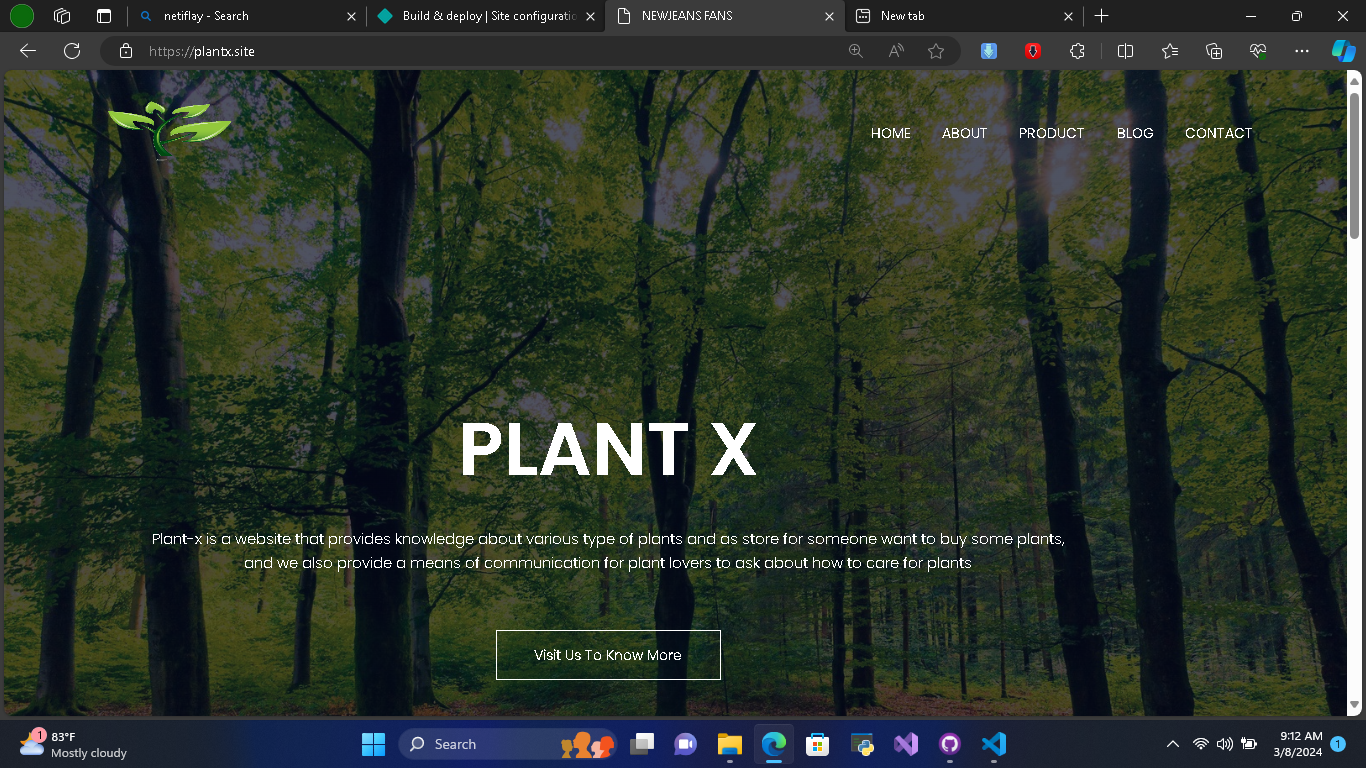 netiflay - Search
Build & deploy | Site configuratio
NEWJEANS FANS
New tab
https://plantx.site
HOME ABOUT PRODUCT BLOG CONTACT
PLANT X
Plant-x is a website that provides knowledge about various type of plants and as store for someone want to buy some plants,
and we also provide a means of communication for plant lovers to ask about how to care for plants
Visit Us To Know More
1
83°F
Mostly cloudy
Search
9:12 AM
3/8/2024
1